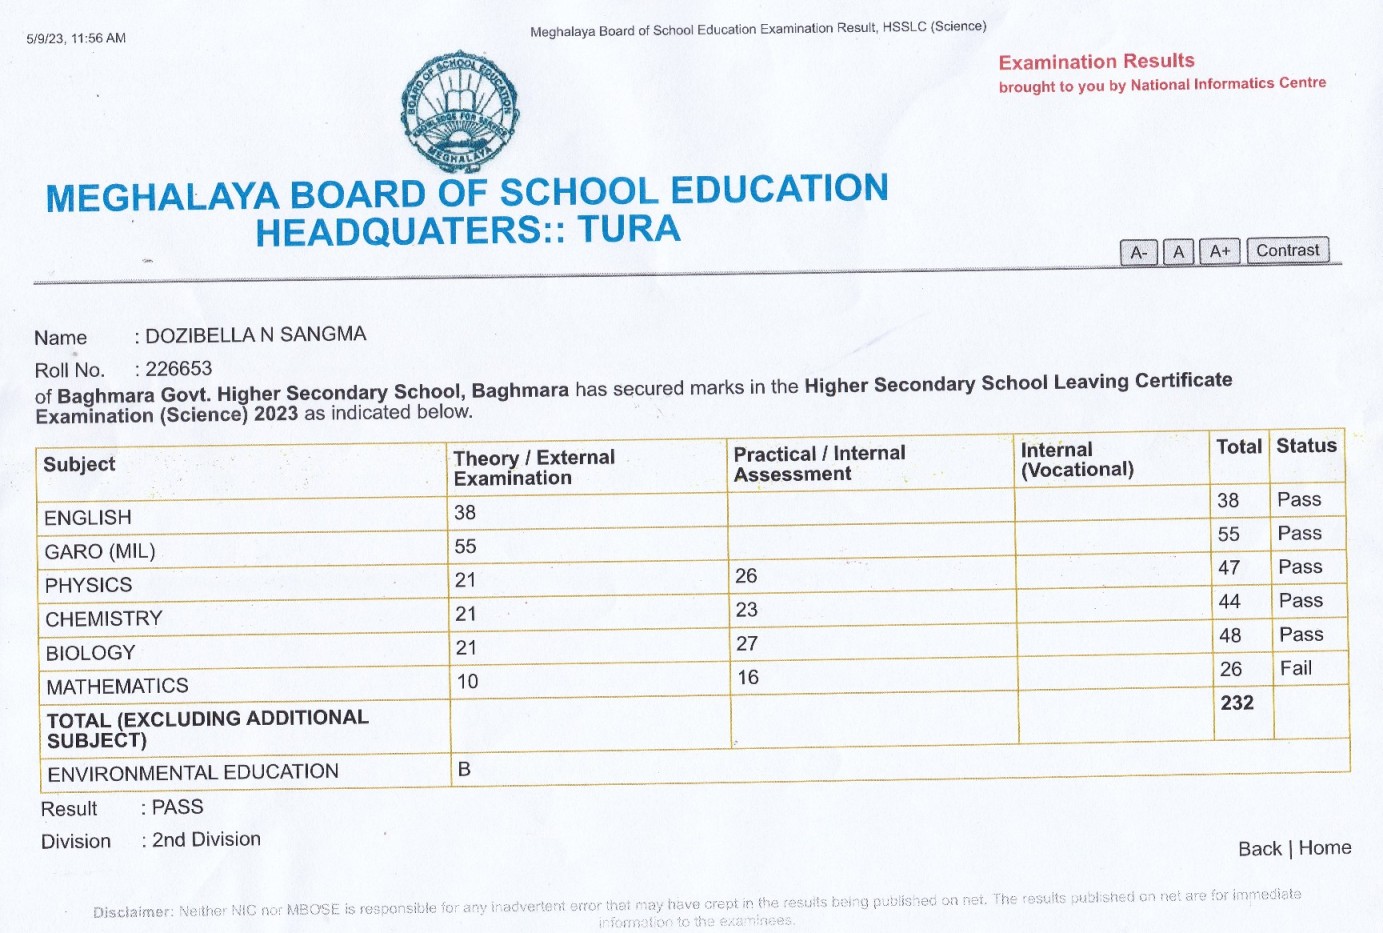 5/9/23, 11:56 AM
Meghalaya Board of School Education Examination Result, HSSLC (Science)
Examination Results
brought to you by National Informatics Centre
BOARD OF SCHOOL EDUCATION
KNOWLEDGE FOR SERVICE
MEGHALAYA
MEGHALAYA BOARD OF SCHOOL EDUCATION
HEADQUATERS:: TURA
A- A A+ Contrast
Name : DOZIBELLA N SANGMA
Roll No. : 226653
of Baghmara Govt. Higher Secondary School, Baghmara has secured marks in the Higher Secondary School Leaving Certificate
Examination (Science) 2023 as indicated below.
Subject Theory / External Examination Practical / Internal Assessment Internal (Vocational) Total Status
ENGLISH 38 38 Pass
GARO (MIL) 55 55 Pass
PHYSICS 21 26 47 Pass
CHEMISTRY 21 23 44 Pass
BIOLOGY 21 27 48 Pass
MATHEMATICS 10 16 26 Fail
TOTAL (EXCLUDING ADDITIONAL SUBJECT) 232
ENVIRONMENTAL EDUCATION B
Result : PASS
Division : 2nd Division
Back | Home
Disclaimer: Neither NIC nor MBOSE is responsible for any inadvertent error that may have crept in the results being published on net. The results published on net are for immediate
information to the examinees.